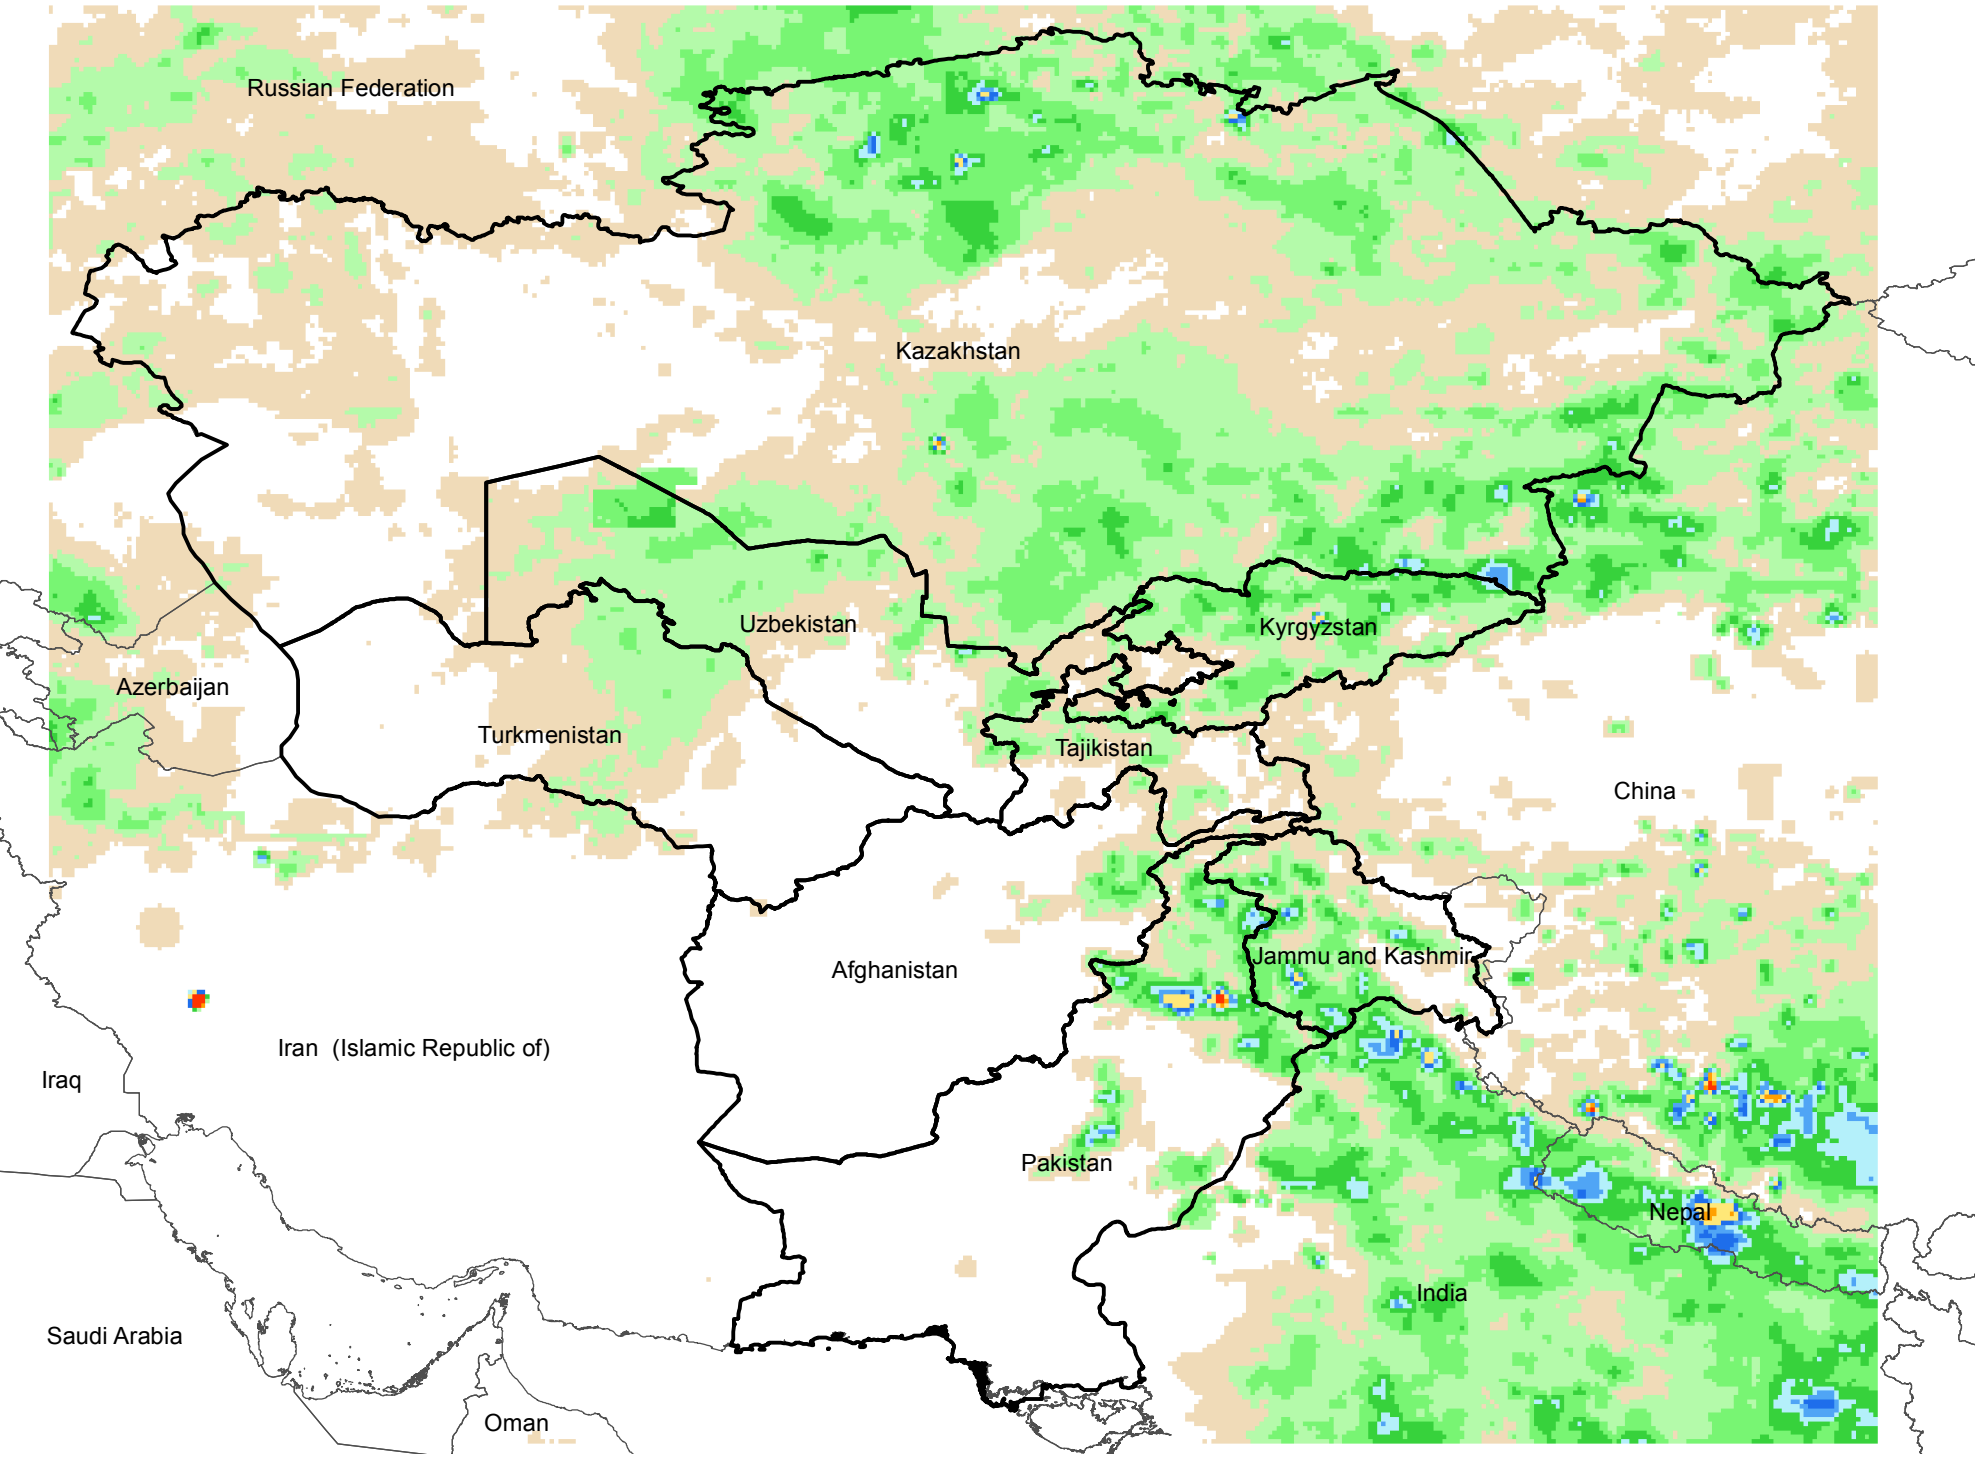 Russian Federation
Kazakhstan
Uzbekistan
Kyrgyzstan
Azerbaijan
Turkmenistan
Tajikistan
China
Jammu and Kashmir
Afghanistan
Iran  (Islamic Republic of)
Iraq
Pakistan
Nepal
India
Saudi Arabia
Oman